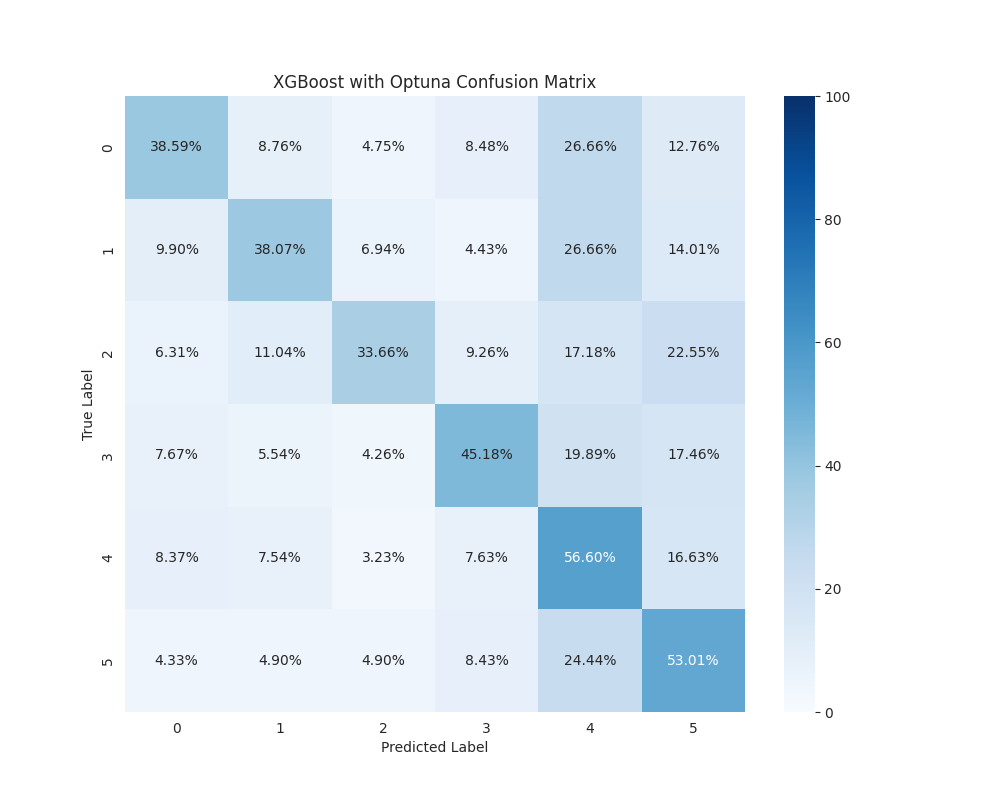 XGBoost with Optuna Confusion Matrix
0 38.59% 8.76% 4.75% 8.48% 26.66% 12.76%
1 9.90% 38.07% 6.94% 4.43% 26.66% 14.01%
2 6.31% 11.04% 33.66% 9.26% 17.18% 22.55%
3 7.67% 5.54% 4.26% 45.18% 19.89% 17.46%
4 8.37% 7.54% 3.23% 7.63% 56.60% 16.63%
5 4.33% 4.90% 4.90% 8.43% 24.44% 53.01%
0 1 2 3 4 5
Predicted Label
True Label
100
80
60
40
20
0